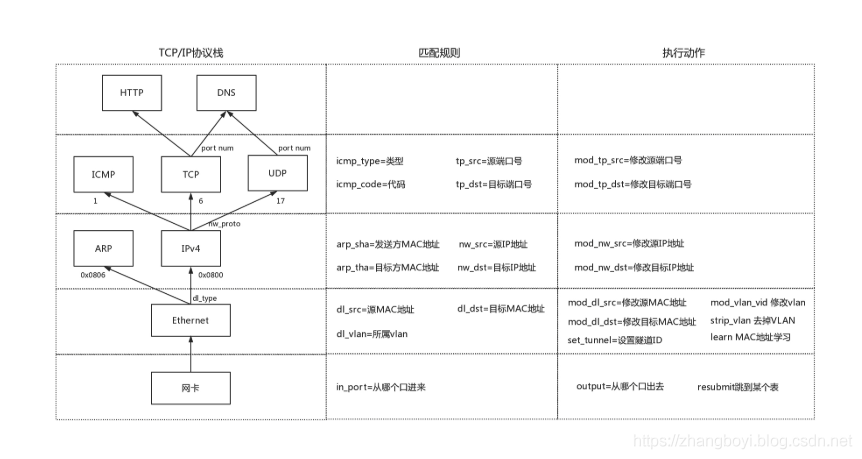 TCP/IP协议栈 匹配规则 执行动作
HTTP DNS
port num port num
ICMP TCP UDP
1 6 17
icmp_type=类型 tp_src=源端口号
icmp_code=代码 tp_dst=目标端口号
mod_tp_src=修改源端口号
mod_tp_dst=修改目标端口号
nw_proto
ARP IPv4
0x0806 0x0800
arp_sha=发送方MAC地址 nw_src=源IP地址
arp_tha=目标方MAC地址 nw_dst=目标IP地址
mod_nw_src=修改源IP地址
mod_nw_dst=修改目标IP地址
dl_type
Ethernet
dl_src=源MAC地址 dl_dst=目标MAC地址
dl_vlan=所属vlan
mod_dl_src=修改源MAC地址 mod_vlan_vid 修改vlan
mod_dl_dst=修改目标MAC地址 strip_vlan 去掉VLAN
set_tunnel=设置隧道ID learn MAC地址学习
网卡
in_port=从哪个口进来
output=从哪个口出去 resubmit跳到某个表
https://zhangboyi.blog.csdn.net